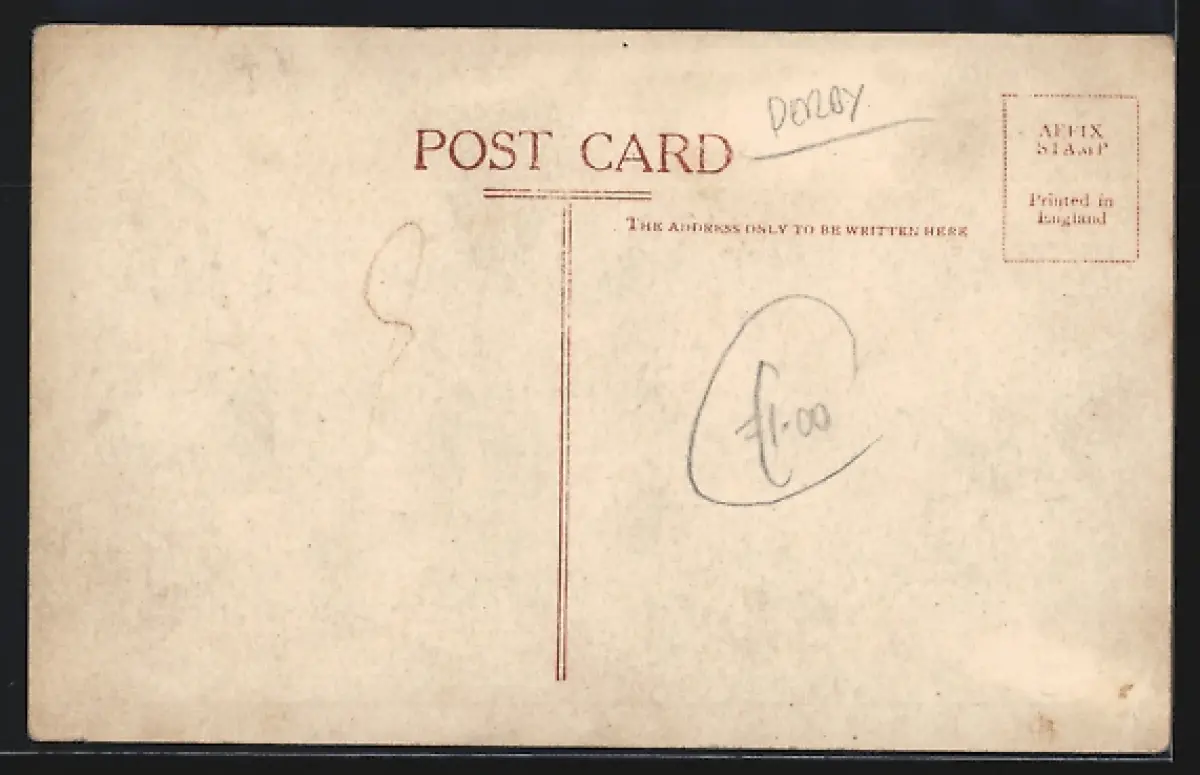 DERBY
POST CARD
AFFIX
STAMP
Printed in
England
THE ADDRESS ONLY TO BE WRITTEN HERE
£1.00